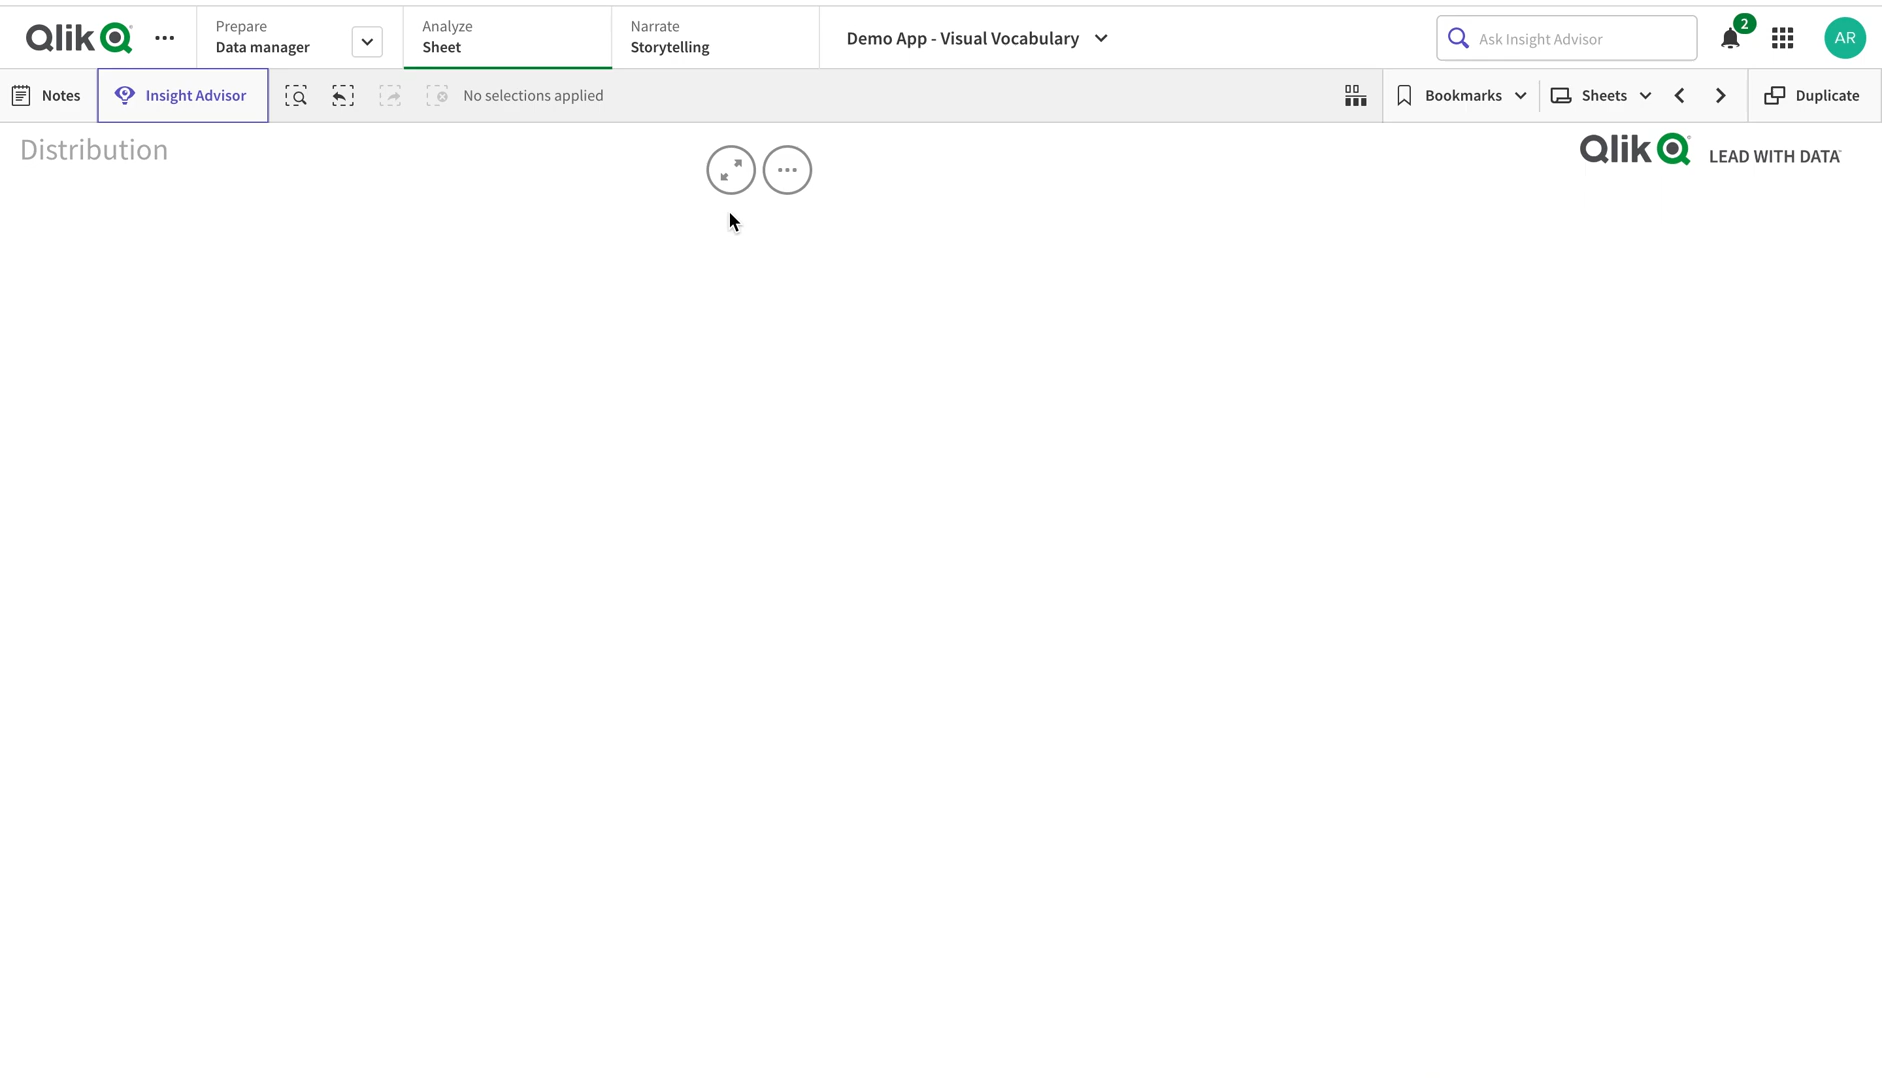 Qlik
Prepare
Data manager
Analyze
Sheet
Narrate
Storytelling
Demo App - Visual Vocabulary
Ask Insight Advisor
2
AR
Notes
Insight Advisor
No selections applied
Bookmarks
Sheets
Duplicate
Distribution
Qlik LEAD WITH DATA